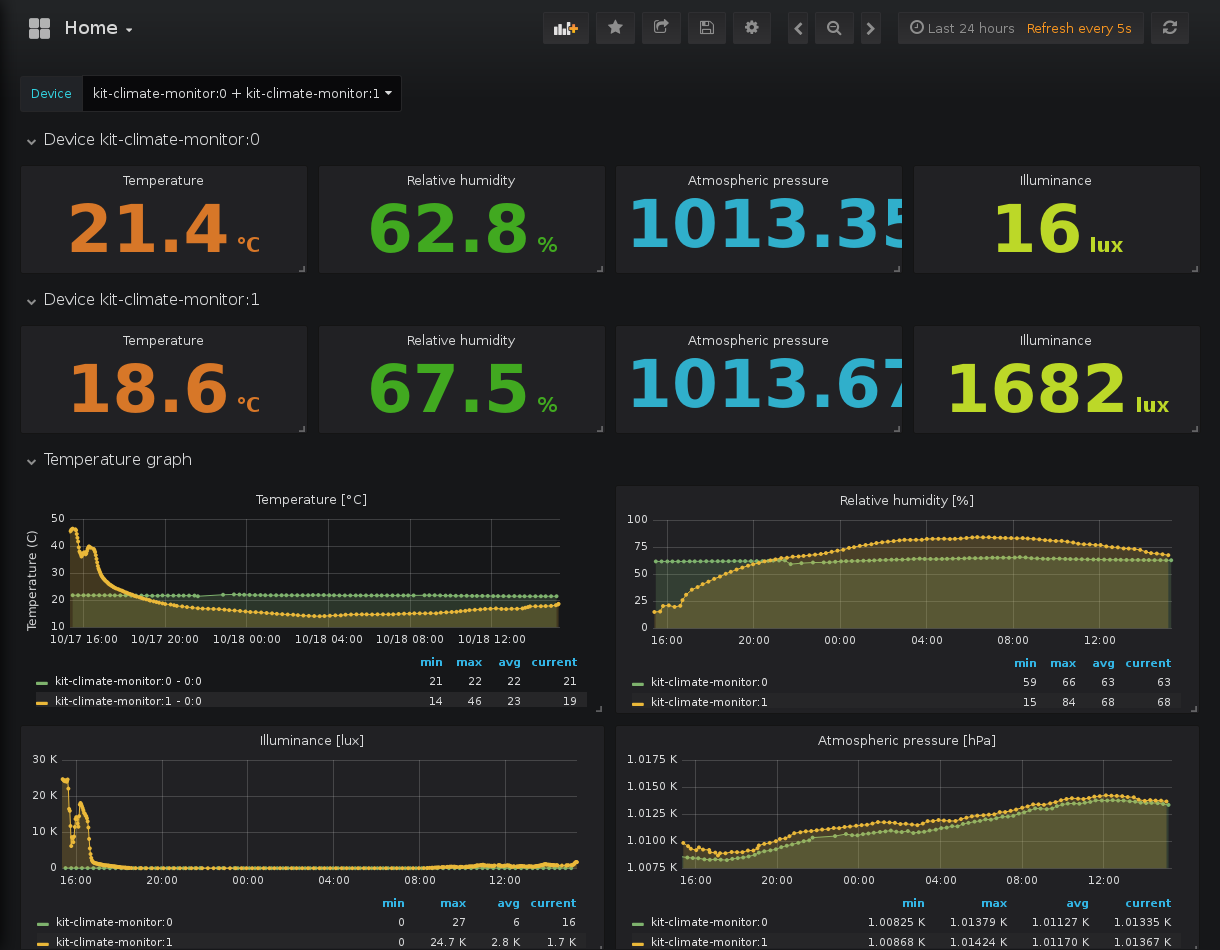 Home
Last 24 hours Refresh every 5s
Device kit-climate-monitor:0 + kit-climate-monitor:1
Device kit-climate-monitor:0
Temperature Relative humidity Atmospheric pressure Illuminance
21.4 °C 62.8 % 1013.35 16 lux
Device kit-climate-monitor:1
Temperature Relative humidity Atmospheric pressure Illuminance
18.6 °C 67.5 % 1013.67 1682 lux
Temperature graph
Temperature [°C]
Temperature (C)
50
40
30
20
10
10/17 16:00 10/17 20:00 10/18 00:00 10/18 04:00 10/18 08:00 10/18 12:00
min max avg current
kit-climate-monitor:0 - 0:0 21 22 22 21
kit-climate-monitor:1 - 0:0 14 46 23 19
Relative humidity [%]
100
75
50
25
0
16:00 20:00 00:00 04:00 08:00 12:00
min max avg current
kit-climate-monitor:0 59 66 63 63
kit-climate-monitor:1 15 84 68 68
Illuminance [lux]
30 K
20 K
10 K
0
16:00 20:00 00:00 04:00 08:00 12:00
min max avg current
kit-climate-monitor:0 0 27 6 16
kit-climate-monitor:1 0 24.7 K 2.8 K 1.7 K
Atmospheric pressure [hPa]
1.0175 K
1.0150 K
1.0125 K
1.0100 K
1.0075 K
16:00 20:00 00:00 04:00 08:00 12:00
min max avg current
kit-climate-monitor:0 1.00825 K 1.01379 K 1.01127 K 1.01335 K
kit-climate-monitor:1 1.00868 K 1.01424 K 1.01170 K 1.01367 K